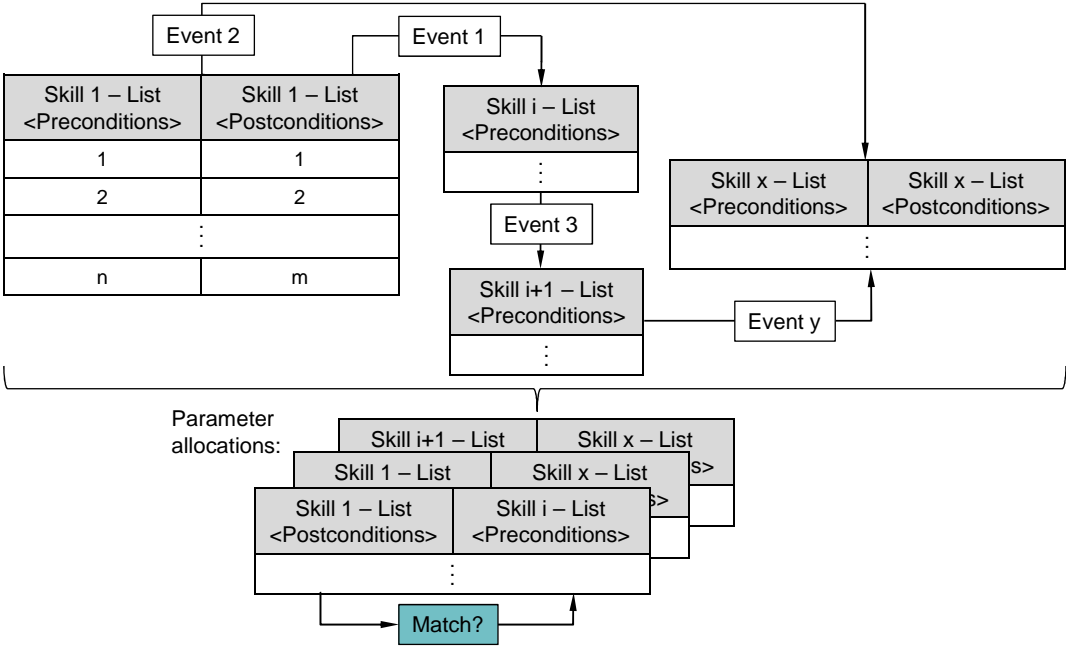 Event 2
Event 1
Skill 1 – List
<Preconditions>
Skill 1 – List
<Postconditions>
1
1
2
2
⋮
n
m
Skill i – List
<Preconditions>
⋮
Event 3
Skill i+1 – List
<Preconditions>
⋮
Skill x – List
<Preconditions>
Skill x – List
<Postconditions>
⋮
Event y
Parameter
allocations:
Skill i+1 – List
Skill x – List
s>
Skill 1 – List
Skill x – List
s>
Skill 1 – List
<Postconditions>
Skill i – List
<Preconditions>
⋮
Match?